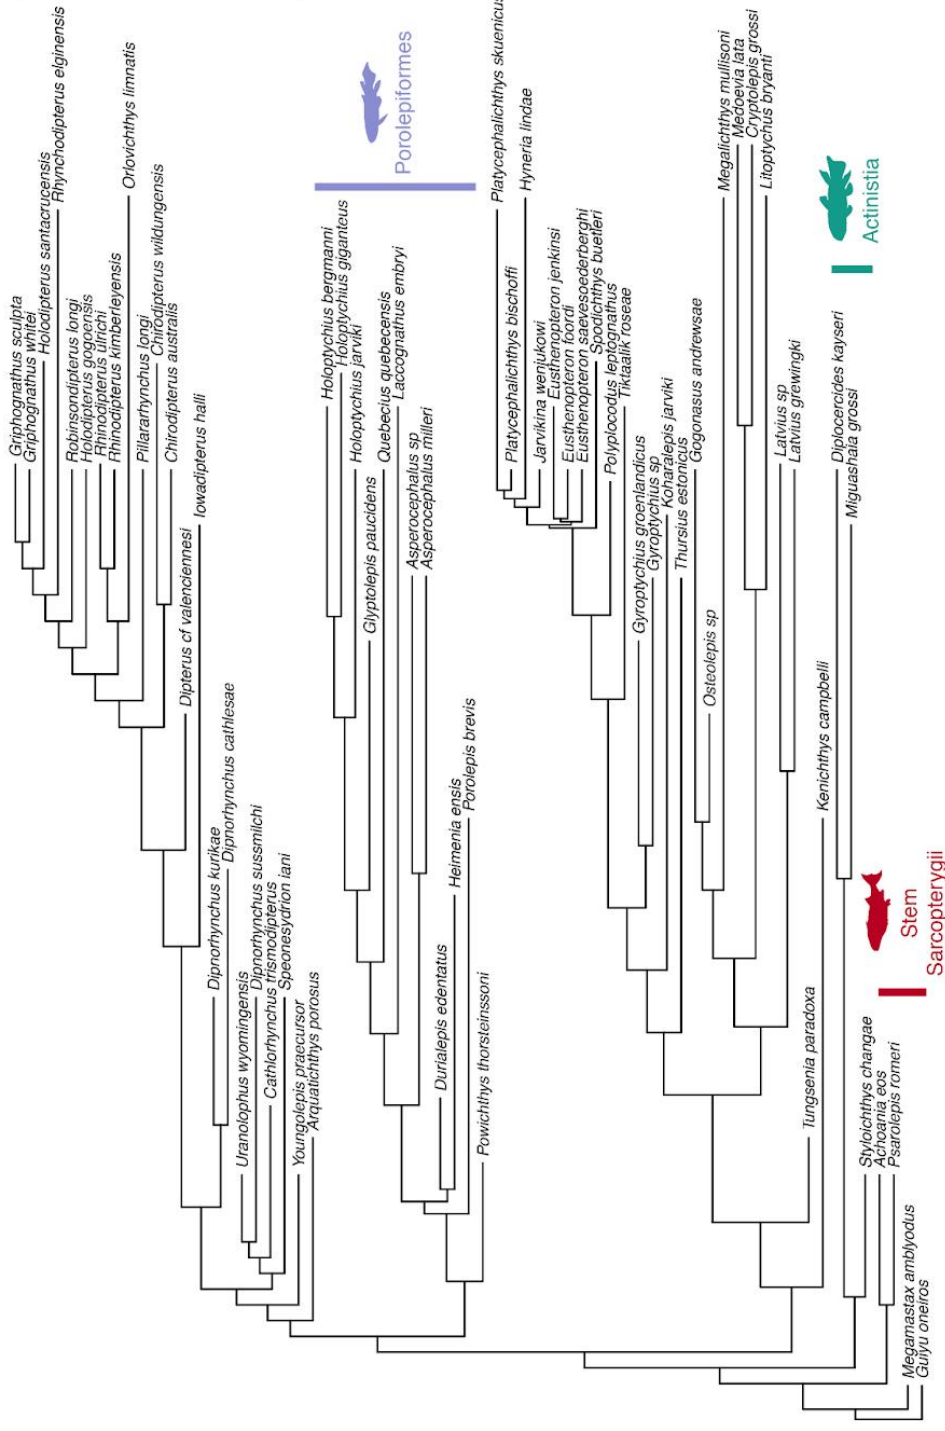 Griphognathus sculpta
Griphognathus whitei
Holodipterus santacrucensis
Rhynchodipterus elginensis
Robinsondipterus longi
Holodipterus gogoensis
Rhinodipterus ulrichi
Rhinodipterus kimberleyensis
Orlovichthys limnatis
Pillararhynchus longi
Chirodipterus wildungensis
Chirodipterus australis
Dipterus cf valenciennesi
Iowadipterus halli
Dipnorhynchus kurikae
Dipnorhynchus cathlesae
Uranolophus wyomingensis
Dipnorhynchus sussmilchi
Cathlorhynchus trismodipterus
Speonesydrion iani
Youngolepis praecursor
Arquatichthys porosus
Holoptychius bergmanni
Holoptychius giganteus
Holoptychius jarviki
Glyptolepis paucidens
Quebecius quebecensis
Laccognathus embryi
Asperocephalus sp
Asperocephalus milleri
Durialepis edentatus
Heimenia ensis
Porolepis brevis
Powichthys thorsteinssoni
Porolepiformes
Platycephalichthys skuenicus
Platycephalichthys bischoffi
Hyneria lindae
Jarvikina wenjukowi
Eusthenopteron jenkinsi
Eusthenopteron foordi
Eusthenopteron saevesoederberghi
Spodichthys buetleri
Polyplocodus leptognathus
Tiktaalik roseae
Gyroptychius groenlandicus
Gyroptychius sp
Koharalepis jarviki
Thursius estonicus
Gogonasus andrewsae
Osteolepis sp
Megalichthys mullisoni
Medoevia lata
Cryptolepis grossi
Litoptychus bryanti
Latvius sp
Latvius grewingki
Tungsenia paradoxa
Kenichthys campbelli
Diplocercides kayseri
Miguashaia grossi
Actinistia
Styloichthys changae
Achoania eos
Psarolepis romeri
Megamastax amblyodus
Guiyu oneiros
Stem
Sarcopterygii